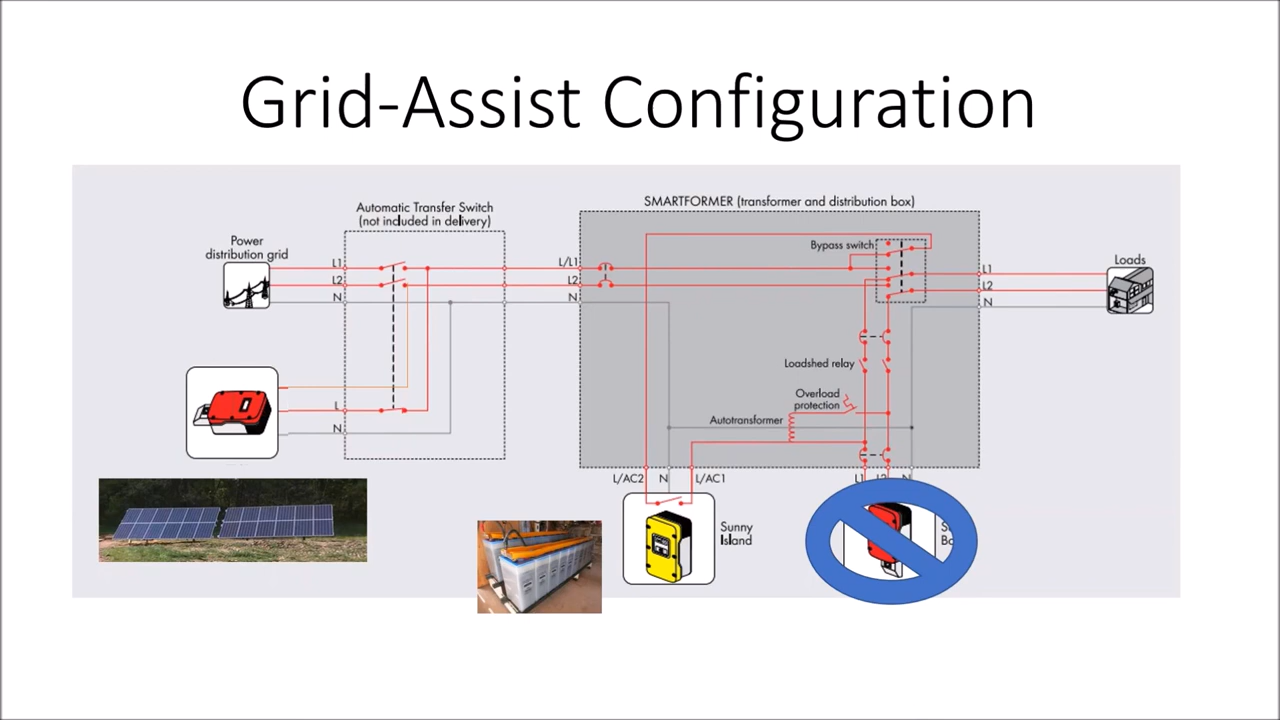 Grid-Assist Configuration
SMARTFORMER (transformer and distribution box)
Automatic Transfer Switch
(not included in delivery)
Power
distribution grid
L1
L2
N
L
N
L/L1
L2
N
Bypass switch
L1
L2
N
Loads
Loadshed relay
Overload
protection
Autotransformer
L/AC2
N
L/AC1
L1
Sunny
Island